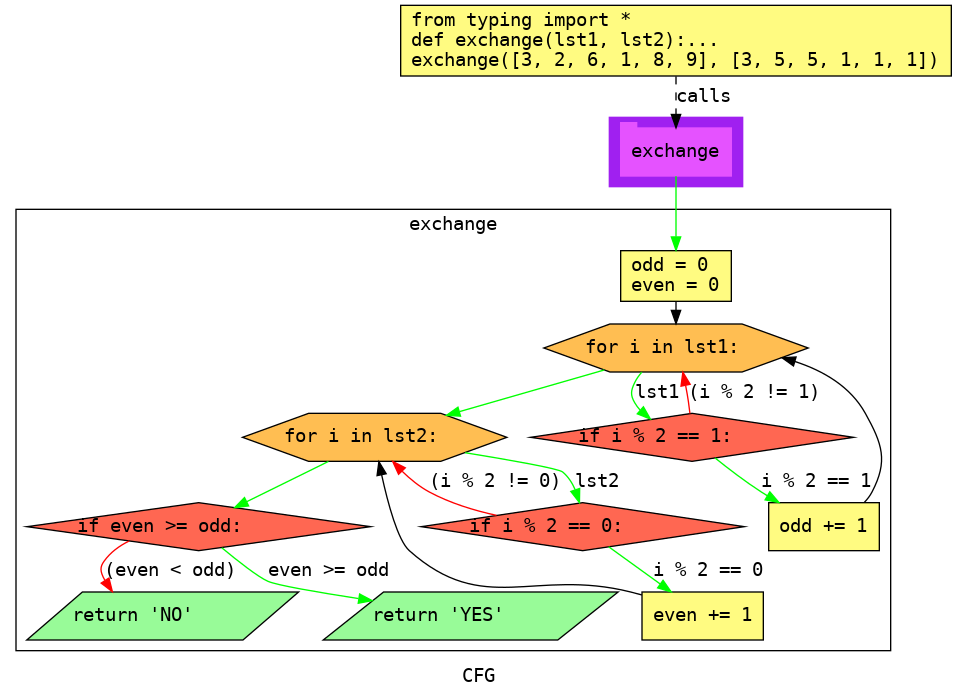 from typing import *
def exchange(lst1, lst2):...
exchange([3, 2, 6, 1, 8, 9], [3, 5, 5, 1, 1, 1])
calls
exchange
exchange
odd = 0
even = 0
for i in lst1:
lst1
(i % 2 != 1)
for i in lst2:
if i % 2 == 1:
(i % 2 != 0)
lst2
i % 2 == 1
if even >= odd:
if i % 2 == 0:
odd += 1
(even < odd)
even >= odd
i % 2 == 0
return 'NO'
return 'YES'
even += 1
CFG